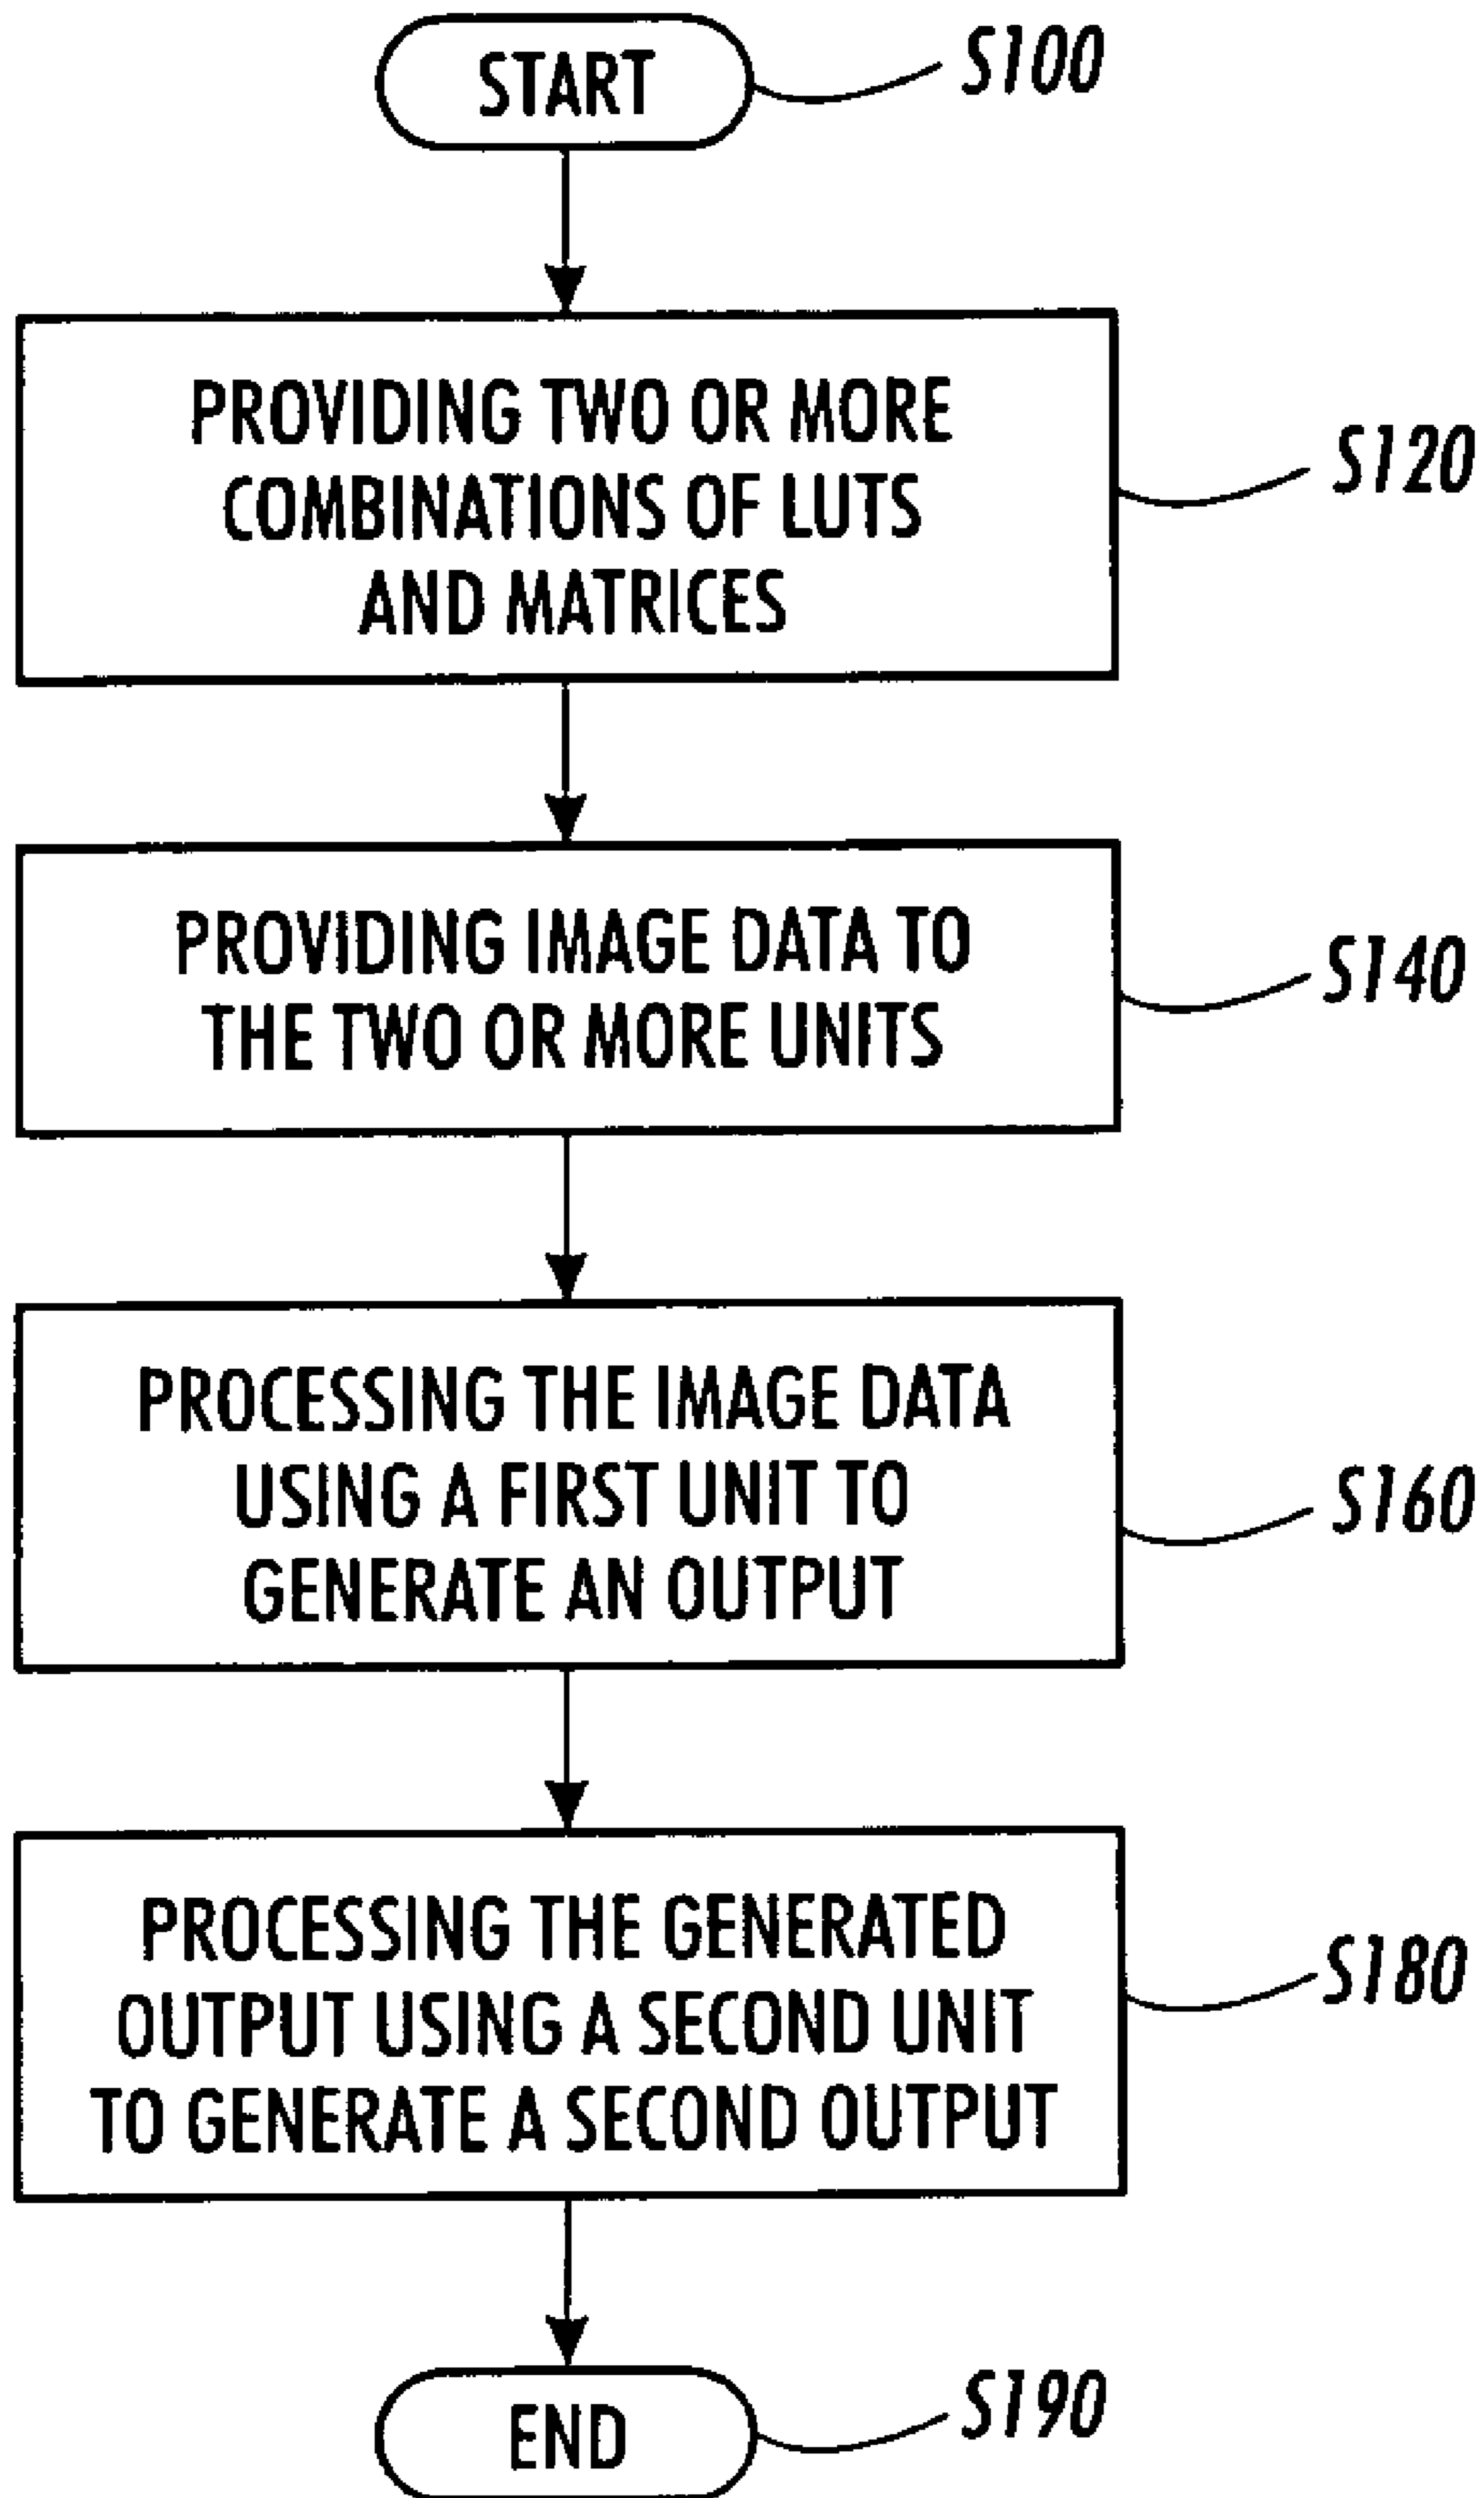 START
S100
PROVIDING TWO OR MORE
COMBINATIONS OF LUTS
AND MATRICES
S120
PROVIDING IMAGE DATA TO
THE TWO OR MORE UNITS
S140
PROCESSING THE IMAGE DATA
USING A FIRST UNIT TO
GENERATE AN OUTPUT
S160
PROCESSING THE GENERATED
OUTPUT USING A SECOND UNIT
TO GENERATE A SECOND OUTPUT
S180
END
S190